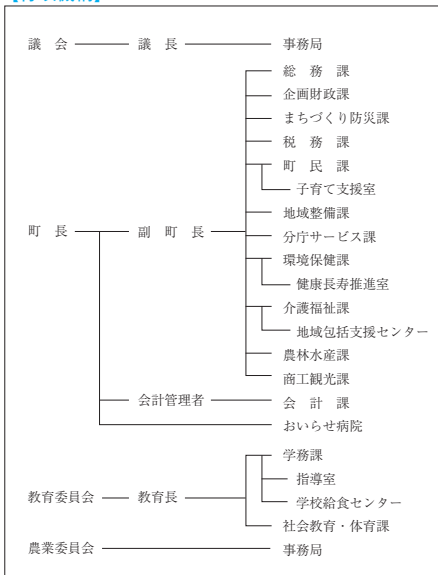 議 会 議 長 事務局
総 務 課
企画財政課
まちづくり防災課
税 務 課
町 民 課
子育て支援室
地域整備課
町 長 副 町 長 分庁サービス課
環境保健課
健康長寿推進室
介護福祉課
地域包括支援センター
農林水産課
商工観光課
会計管理者 会 計 課
おいらせ病院
学務課
指導室
教育委員会 教育長 学校給食センター
社会教育・体育課
農業委員会 事務局